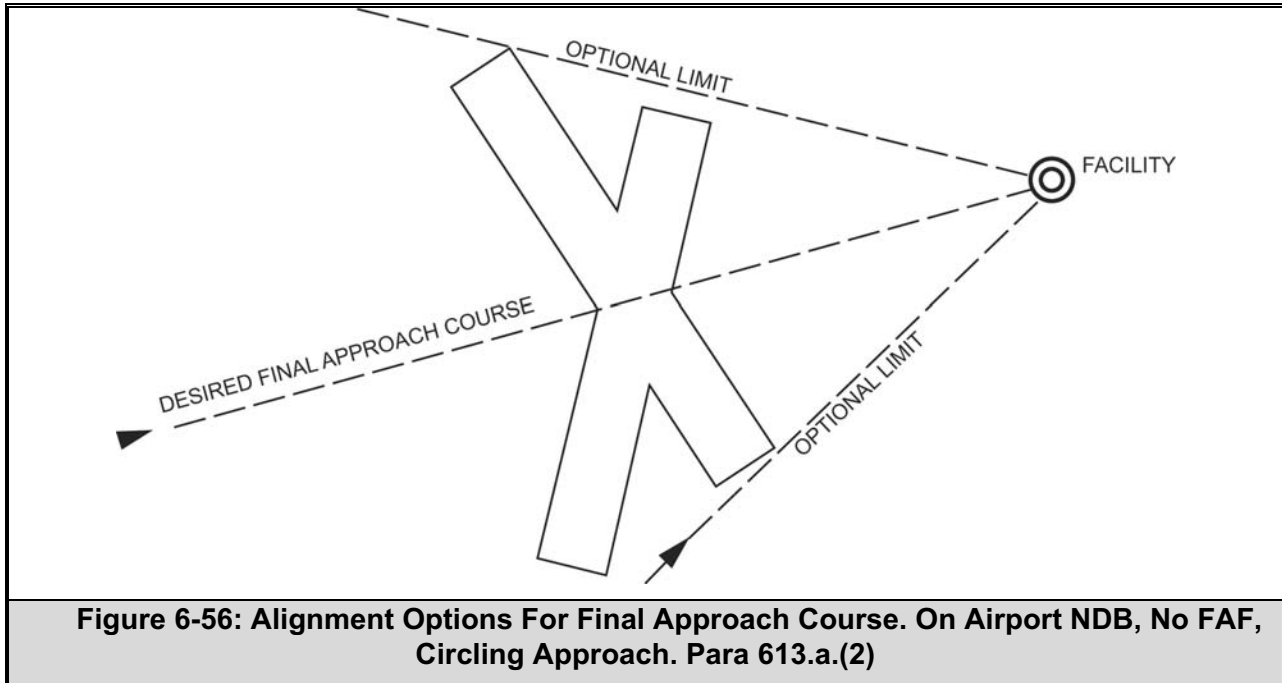 OPTIONAL LIMIT
FACILITY
DESIRED FINAL APPROACH COURSE
OPTIONAL LIMIT
Figure 6-56: Alignment Options For Final Approach Course. On Airport NDB, No FAF,
Circling Approach. Para 613.a.(2)